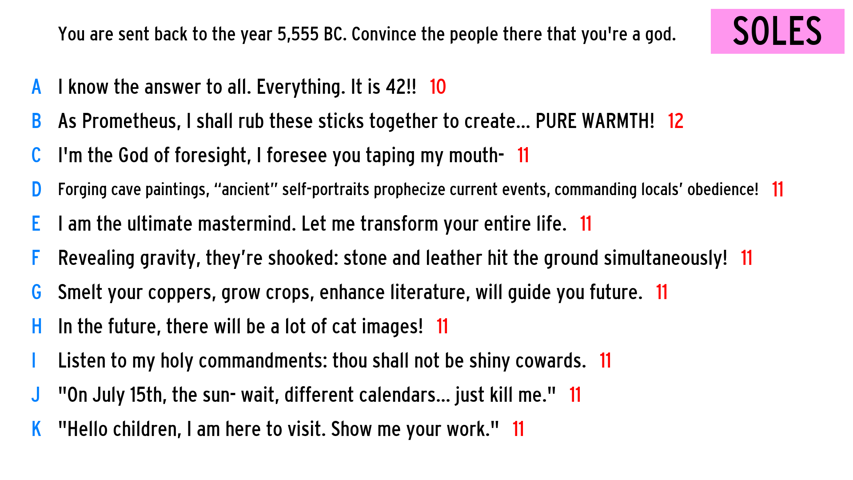 You are sent back to the year 5,555 BC. Convince the people there that you're a god.
SOLES
A I know the answer to all. Everything. It is 42!! 10
B As Prometheus, I shall rub these sticks together to create... PURE WARMTH! 12
C I'm the God of foresight, I foresee you taping my mouth- 11
D Forging cave paintings, “ancient” self-portraits prophecize current events, commanding locals’ obedience! 11
E I am the ultimate mastermind. Let me transform your entire life. 11
F Revealing gravity, they’re shooked: stone and leather hit the ground simultaneously! 11
G Smelt your coppers, grow crops, enhance literature, will guide you future. 11
H In the future, there will be a lot of cat images! 11
I Listen to my holy commandments: thou shall not be shiny cowards. 11
J "On July 15th, the sun- wait, different calendars... just kill me." 11
K "Hello children, I am here to visit. Show me your work." 11